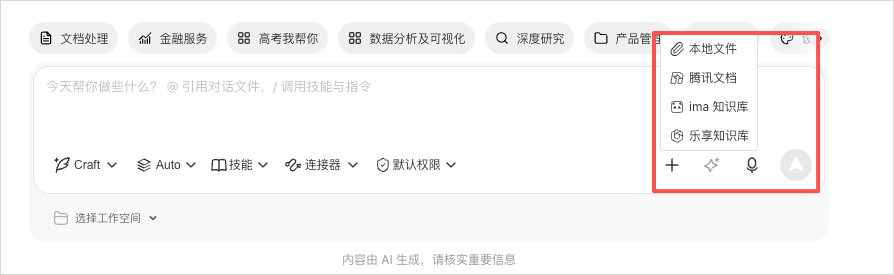 文档处理
金融服务
高考我帮你
数据分析及可视化
深度研究
产品管
本地文件
腾讯文档
ima 知识库
乐享知识库
今天帮你做些什么? @ 引用对话文件, / 调用技能与指令
Craft
Auto
技能
连接器
默认权限
选择工作空间
内容由 AI 生成，请核实重要信息